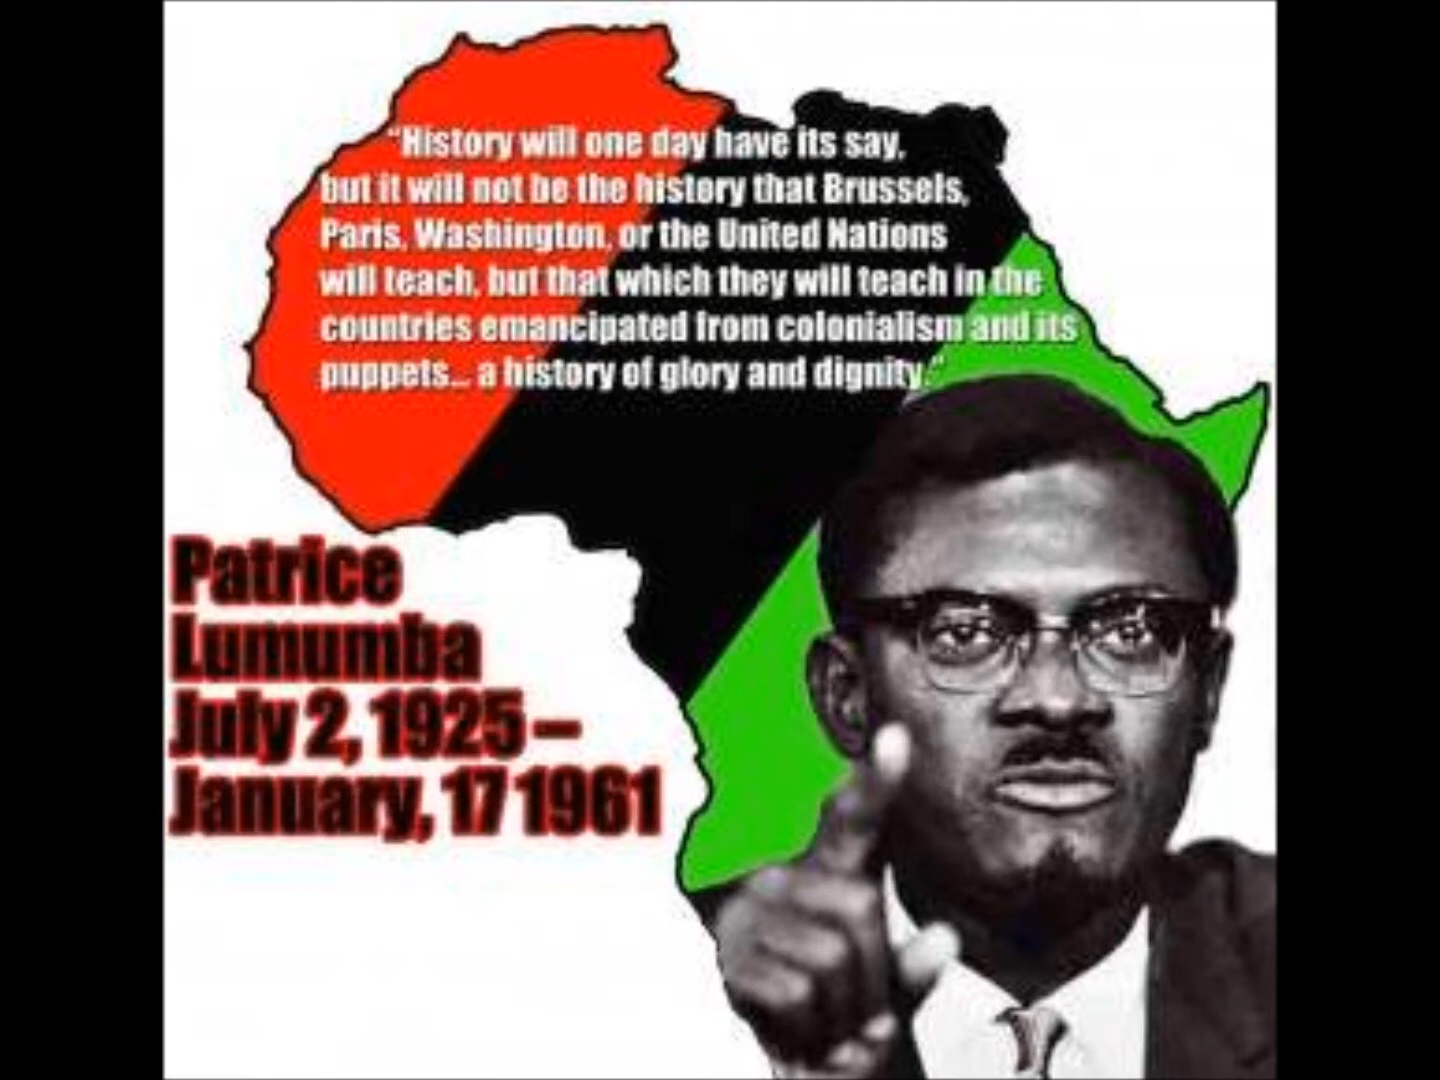 "History will one day have its say,
but it will not be the history that Brussels,
Paris, Washington, or the United Nations
will teach, but that which they will teach in the
countries emancipated from colonialism and its
puppets... a history of glory and dignity."
Patrice
Lumumba
July 2, 1925 –
January, 17 1961